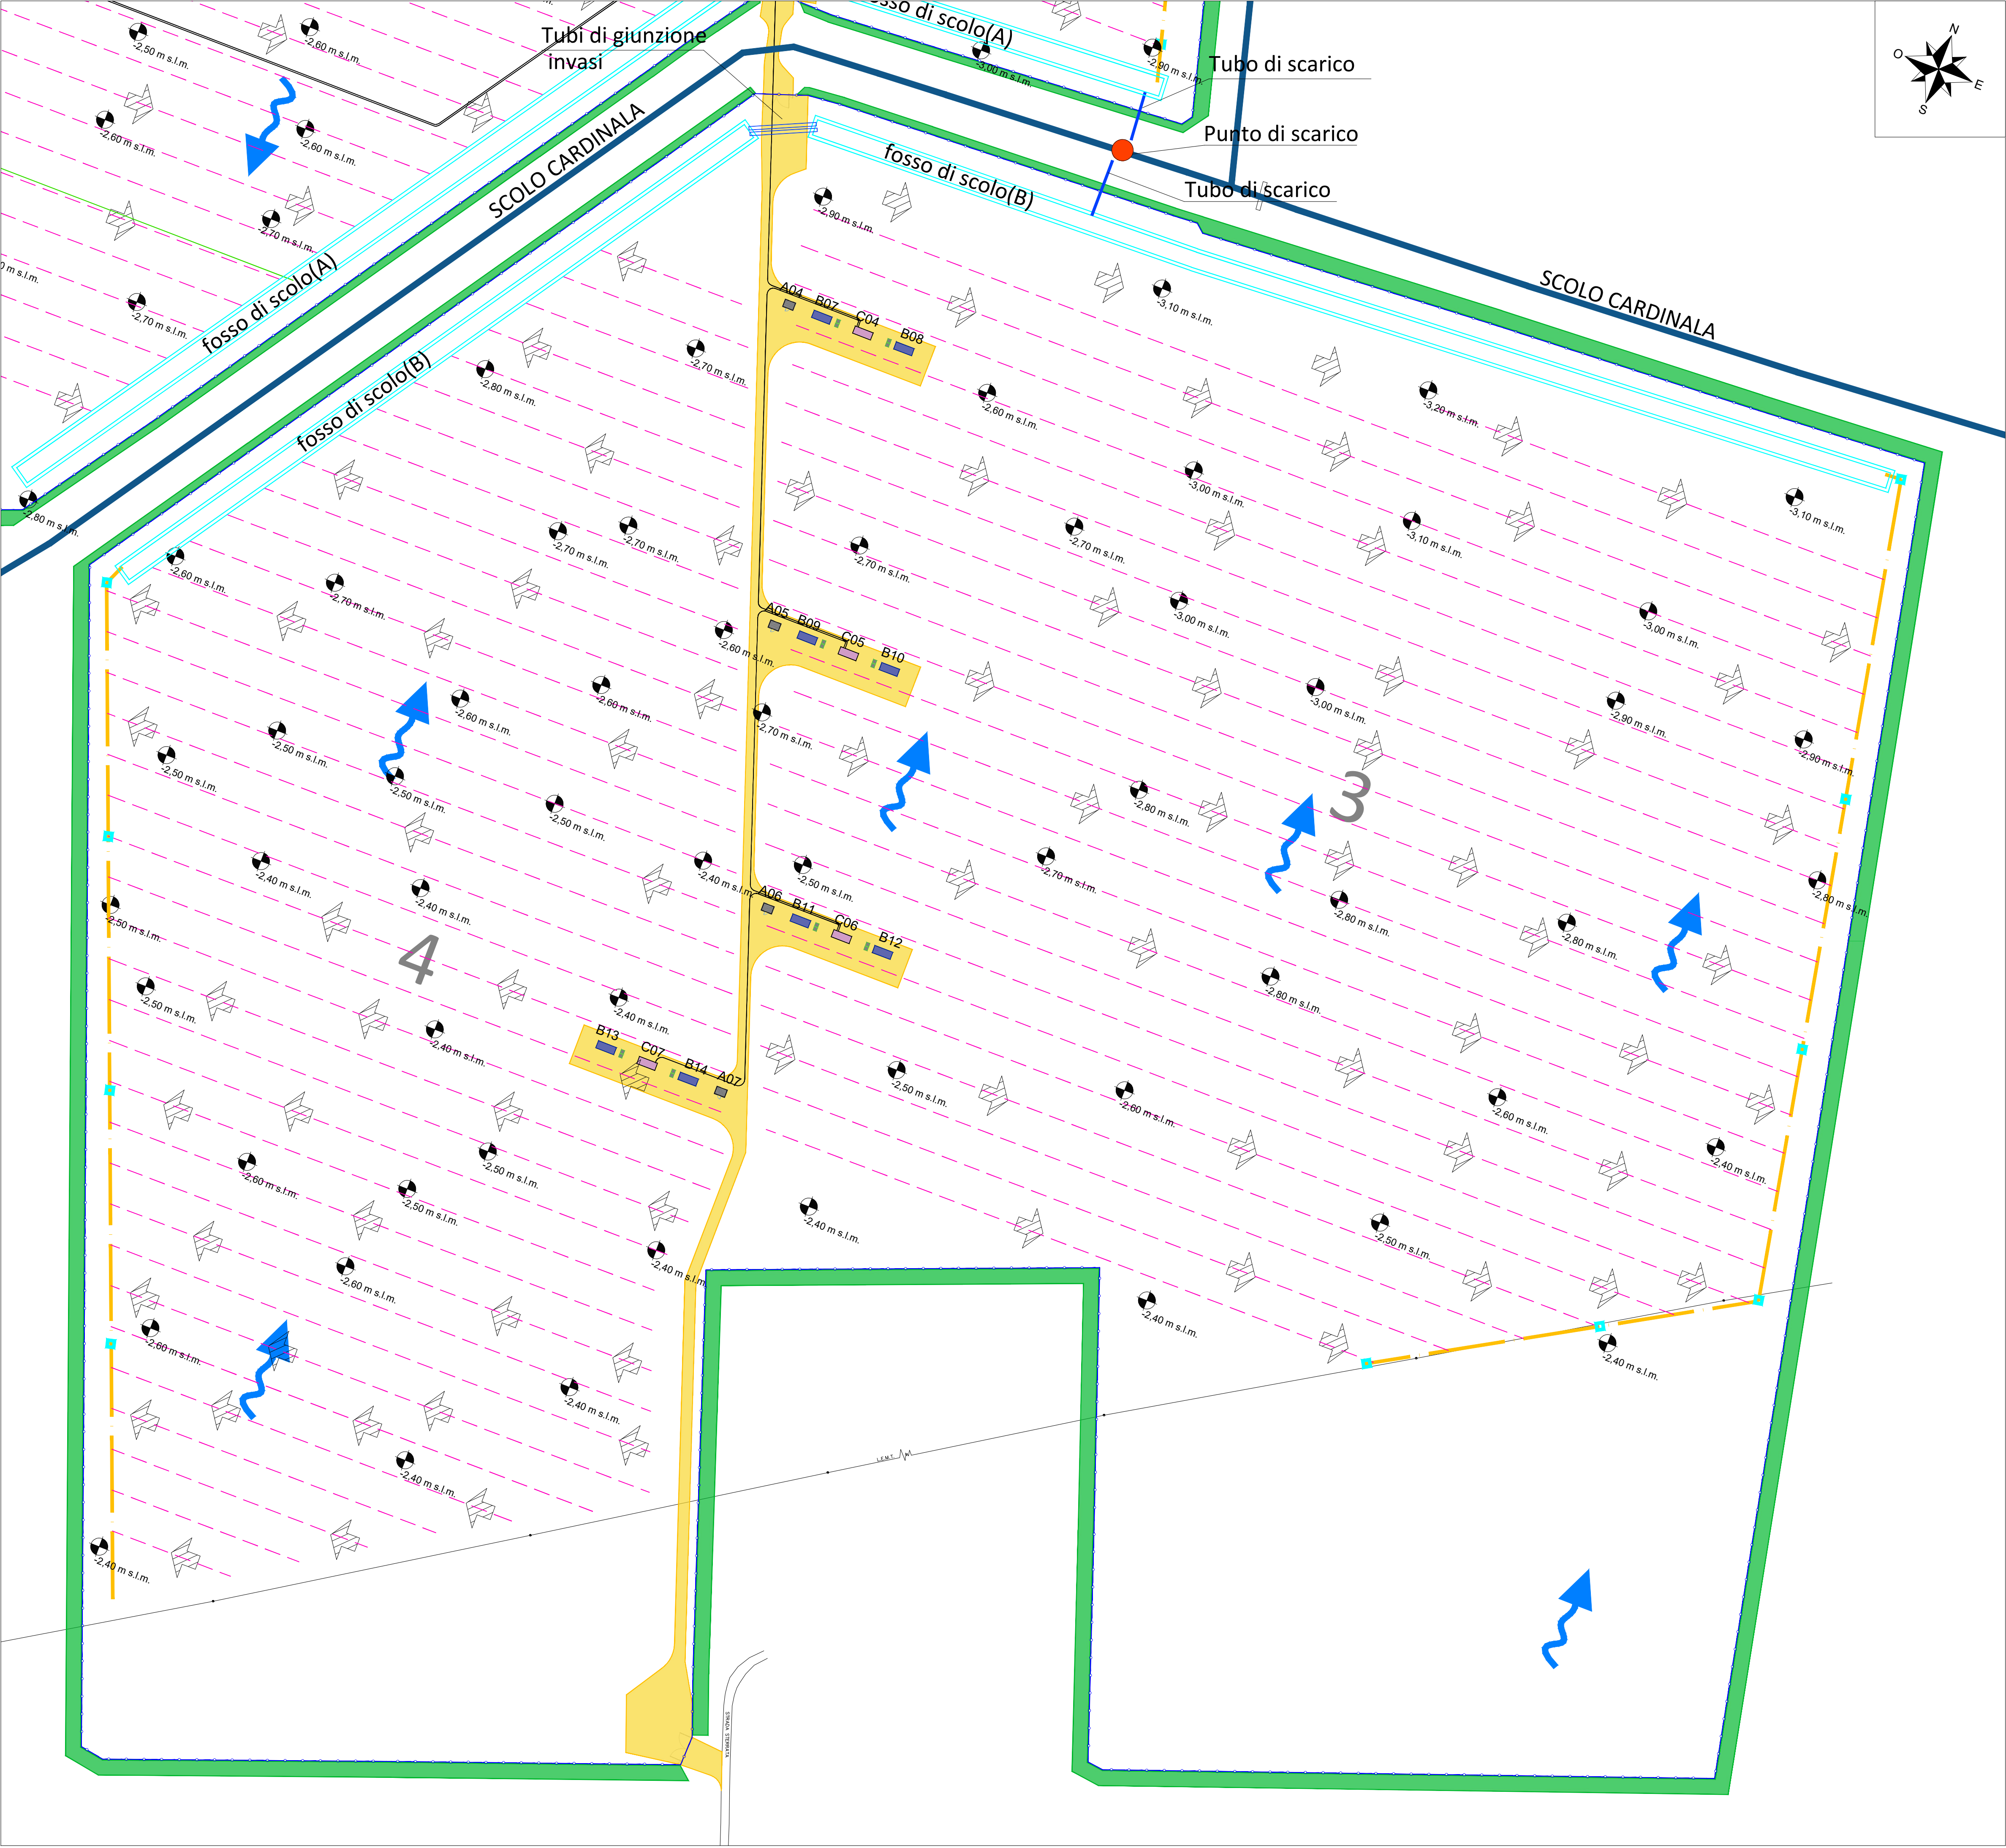 fosso di scolo(A)
-2,50 m s.l.m.
-2,60 m s.l.m.
Tubi di giunzione
invasi
-3,00 m s.l.m.
-2,90 m s.l.m.
Tubo di scarico
N
O
E
S
-2,60 m s.l.m.
-2,60 m s.l.m.
SCOLO CARDINALA
Punto di scarico
fosso di scolo(B)
Tubo di scarico
-2,70 m s.l.m.
-2,90 m s.l.m.
fosso di scolo(A)
0 m s.l.m.
-2,70 m s.l.m.
SCOLO CARDINALA
A04
B07
C04
B08
-3,10 m s.l.m.
fosso di scolo(B)
-2,80 m s.l.m.
-2,70 m s.l.m.
-2,60 m s.l.m.
-3,20 m s.l.m.
-2,80 m s.l.m.
-3,00 m s.l.m.
-3,10 m s.l.m.
-2,70 m s.l.m.
-2,70 m s.l.m.
-2,70 m s.l.m.
-2,70 m s.l.m.
-3,10 m s.l.m.
-2,60 m s.l.m.
-2,70 m s.l.m.
A05
B09
C05
B10
-3,00 m s.l.m.
-3,00 m s.l.m.
-2,60 m s.l.m.
-2,60 m s.l.m.
-2,60 m s.l.m.
-2,70 m s.l.m.
-3,00 m s.l.m.
-2,90 m s.l.m.
-2,90 m s.l.m.
-2,50 m s.l.m.
-2,50 m s.l.m.
-2,50 m s.l.m.
-2,50 m s.l.m.
-2,80 m s.l.m.
3
-2,40 m s.l.m.
-2,40 m s.l.m.
-2,40 m s.l.m.
-2,50 m s.l.m.
-2,70 m s.l.m.
-2,80 m s.l.m.
-2,80 m s.l.m.
-2,80 m s.l.m.
A06
B11
C06
B12
-2,50 m s.l.m.
4
-2,50 m s.l.m.
-2,40 m s.l.m.
-2,40 m s.l.m.
-2,80 m s.l.m.
B13
C07
B14
A07
-2,50 m s.l.m.
-2,60 m s.l.m.
-2,60 m s.l.m.
-2,60 m s.l.m.
-2,50 m s.l.m.
-2,50 m s.l.m.
-2,40 m s.l.m.
-2,40 m s.l.m.
-2,50 m s.l.m.
-2,60 m s.l.m.
-2,40 m s.l.m.
-2,40 m s.l.m.
-2,60 m s.l.m.
-2,40 m s.l.m.
-2,40 m s.l.m.
-2,40 m s.l.m.
-2,40 m s.l.m.
STRADA STERRATA